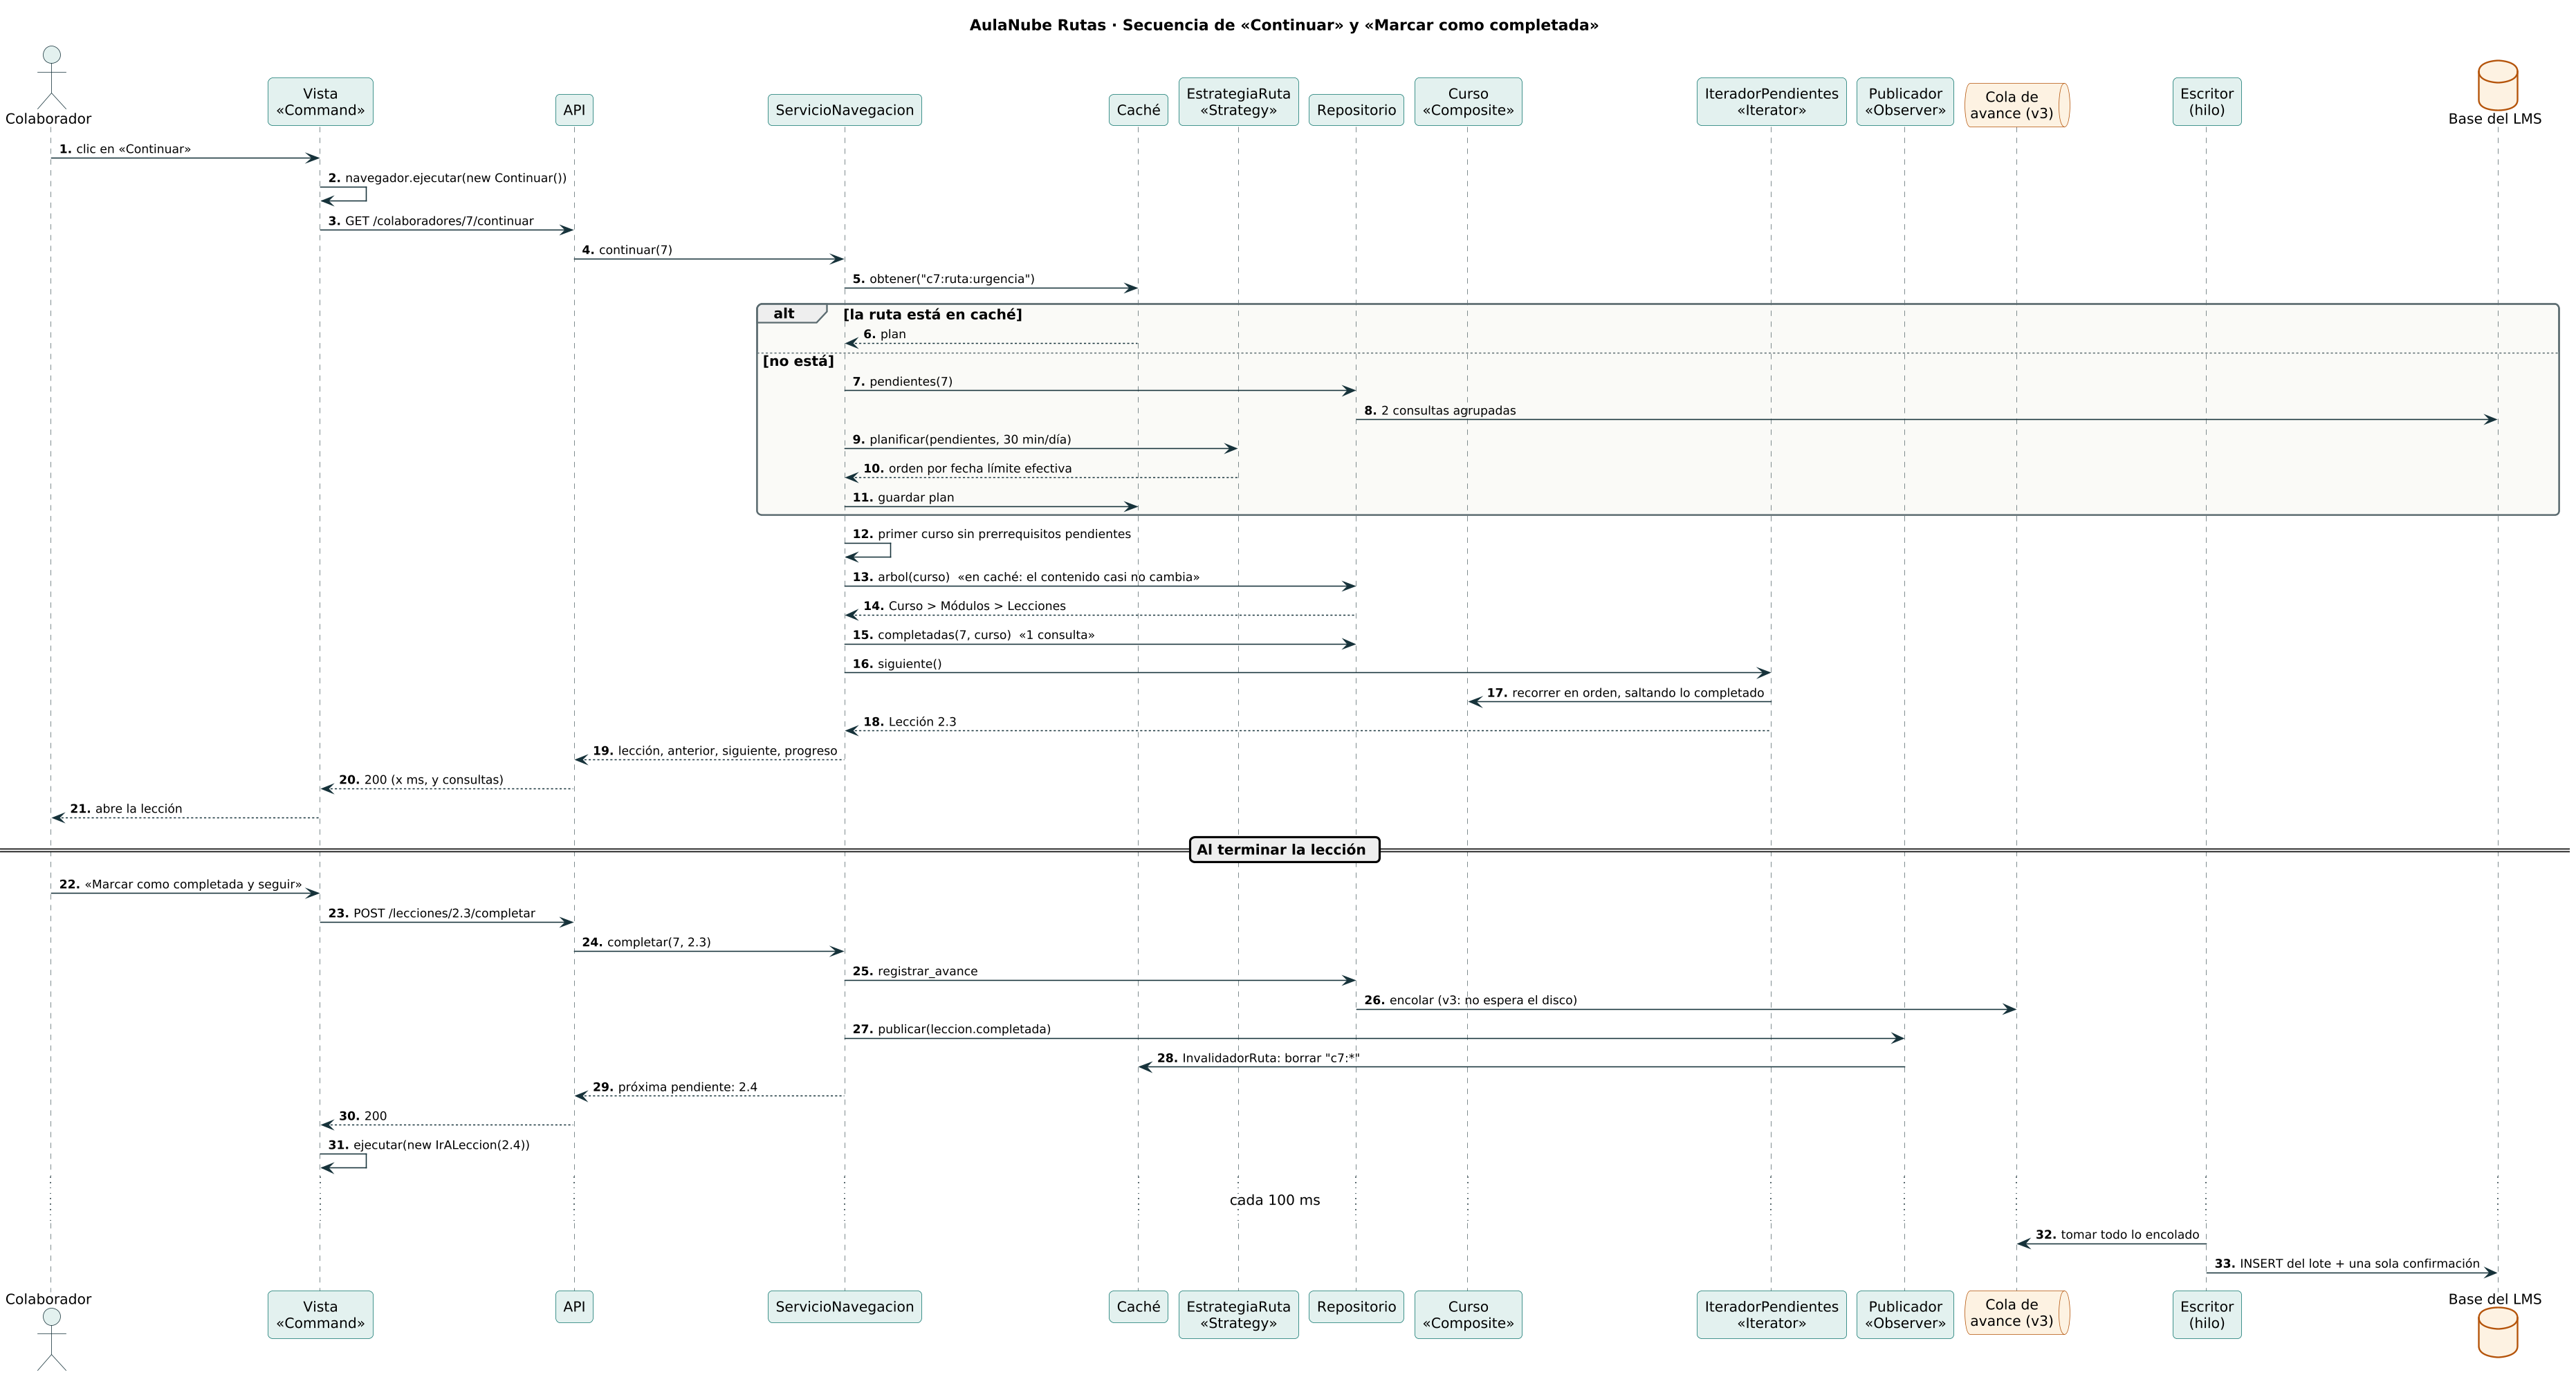 AulaNube Rutas · Secuencia de «Continuar» y «Marcar como completada»
Colaborador
Vista
«Command»
API
ServicioNavegacion
Caché
EstrategiaRuta
«Strategy»
Repositorio
Curso
«Composite»
IteradorPendientes
«Iterator»
Publicador
«Observer»
Cola de
avance (v3)
Escritor
(hilo)
Base del LMS
1. clic en «Continuar»
2. navegador.ejecutar(new Continuar())
3. GET /colaboradores/7/continuar
4. continuar(7)
5. obtener("c7:ruta:urgencia")
alt [la ruta está en caché]
6. plan
[no está]
7. pendientes(7)
8. 2 consultas agrupadas
9. planificar(pendientes, 30 min/día)
10. orden por fecha límite efectiva
11. guardar plan
12. primer curso sin prerrequisitos pendientes
13. arbol(curso) «en caché: el contenido casi no cambia»
14. Curso > Módulos > Lecciones
15. completadas(7, curso) «1 consulta»
16. siguiente()
17. recorrer en orden, saltando lo completado
18. Lección 2.3
19. lección, anterior, siguiente, progreso
20. 200 (x ms, y consultas)
21. abre la lección
Al terminar la lección
22. «Marcar como completada y seguir»
23. POST /lecciones/2.3/completar
24. completar(7, 2.3)
25. registrar_avance
26. encolar (v3: no espera el disco)
27. publicar(leccion.completada)
28. InvalidadorRuta: borrar "c7:*"
29. próxima pendiente: 2.4
30. 200
31. ejecutar(new IrALeccion(2.4))
cada 100 ms
32. tomar todo lo encolado
33. INSERT del lote + una sola confirmación
Colaborador
Vista
«Command»
API
ServicioNavegacion
Caché
EstrategiaRuta
«Strategy»
Repositorio
Curso
«Composite»
IteradorPendientes
«Iterator»
Publicador
«Observer»
Cola de
avance (v3)
Escritor
(hilo)
Base del LMS